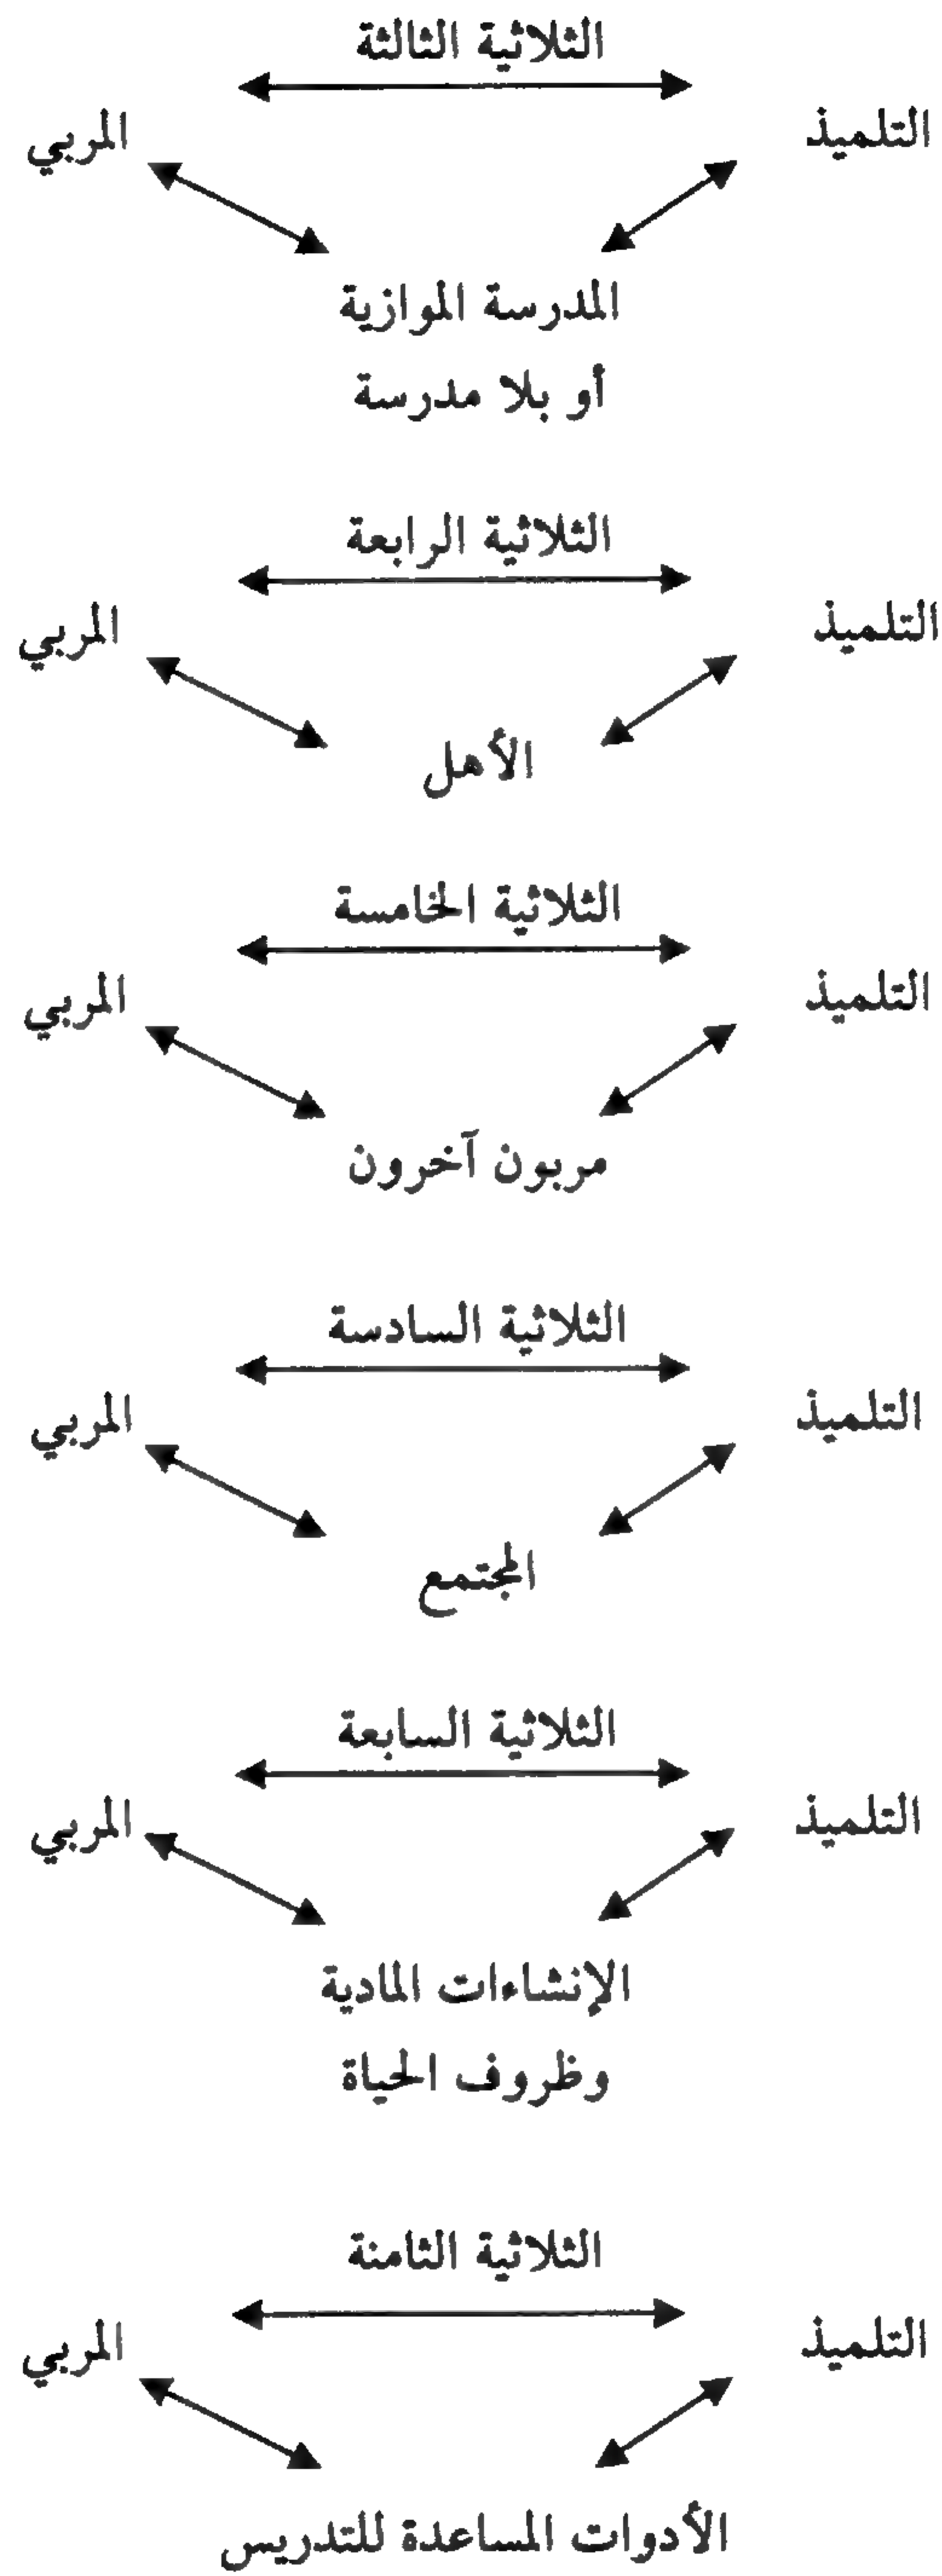 الثلاثية الثالثة
التلميذ المربي
المدرسة الموازية
أو بلا مدرسة
الثلاثية الرابعة
التلميذ المربي
الأهل
الثلاثية الخامسة
التلميذ المربي
مربون آخرون
الثلاثية السادسة
التلميذ المربي
المجتمع
الثلاثية السابعة
التلميذ المربي
الإنشاءات المادية
وظروف الحياة
الثلاثية الثامنة
التلميذ المربي
الأدوات المساعدة للتدريس